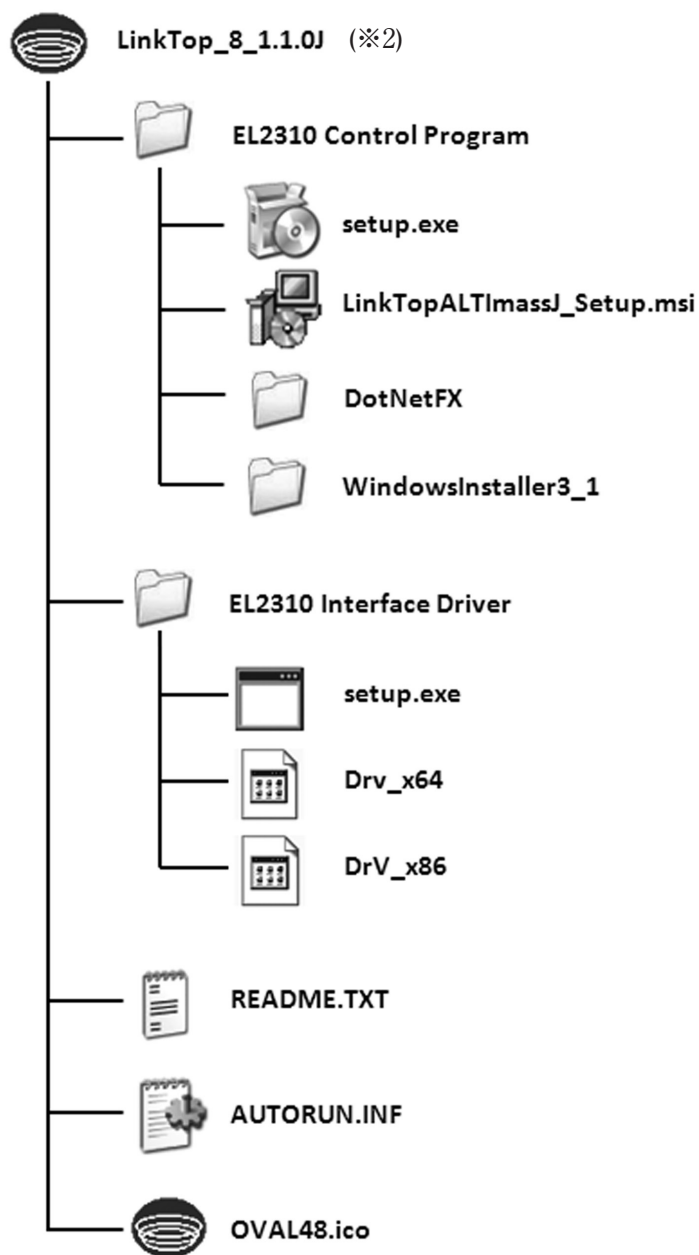 LinkTop_8_1.1.0J (※2)
EL2310 Control Program
setup.exe
LinkTopALTImassJ_Setup.msi
DotNetFX
WindowsInstaller3_1
EL2310 Interface Driver
setup.exe
Drv_x64
DrV_x86
README.TXT
AUTORUN.INF
OVAL48.ico